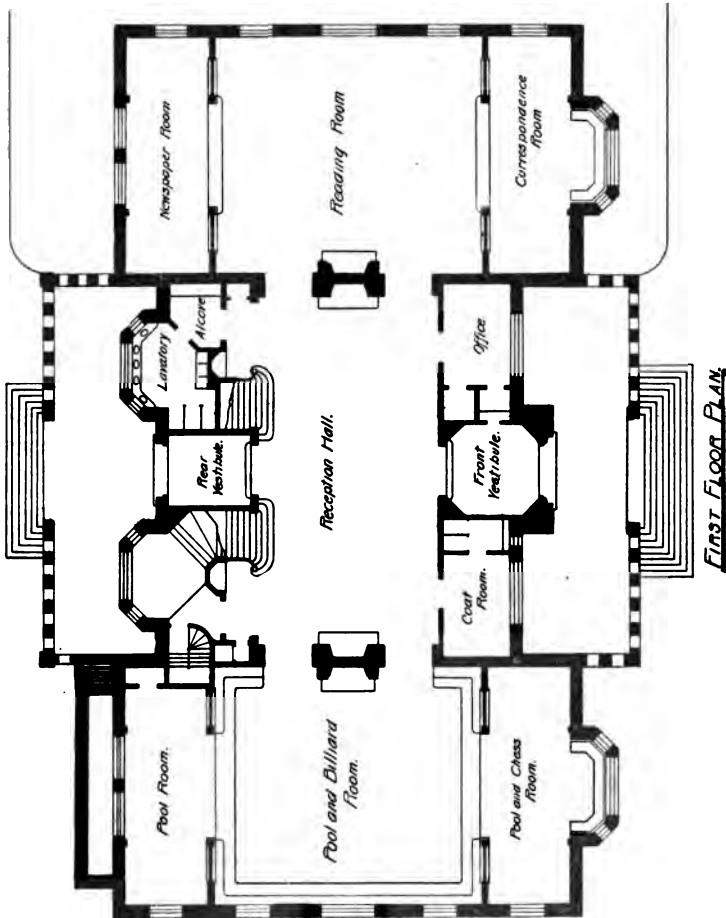 Newspaper Room
Reading Room
Correspondence
Room
Lavatory
Alcove
Office
Rear
Vestibule.
Reception Hall.
Front
Vestibule.
Coat
Room.
Pool Room.
Pool and Billiard
Room.
Pool and Chess
Room.
FIRST FLOOR PLAN.